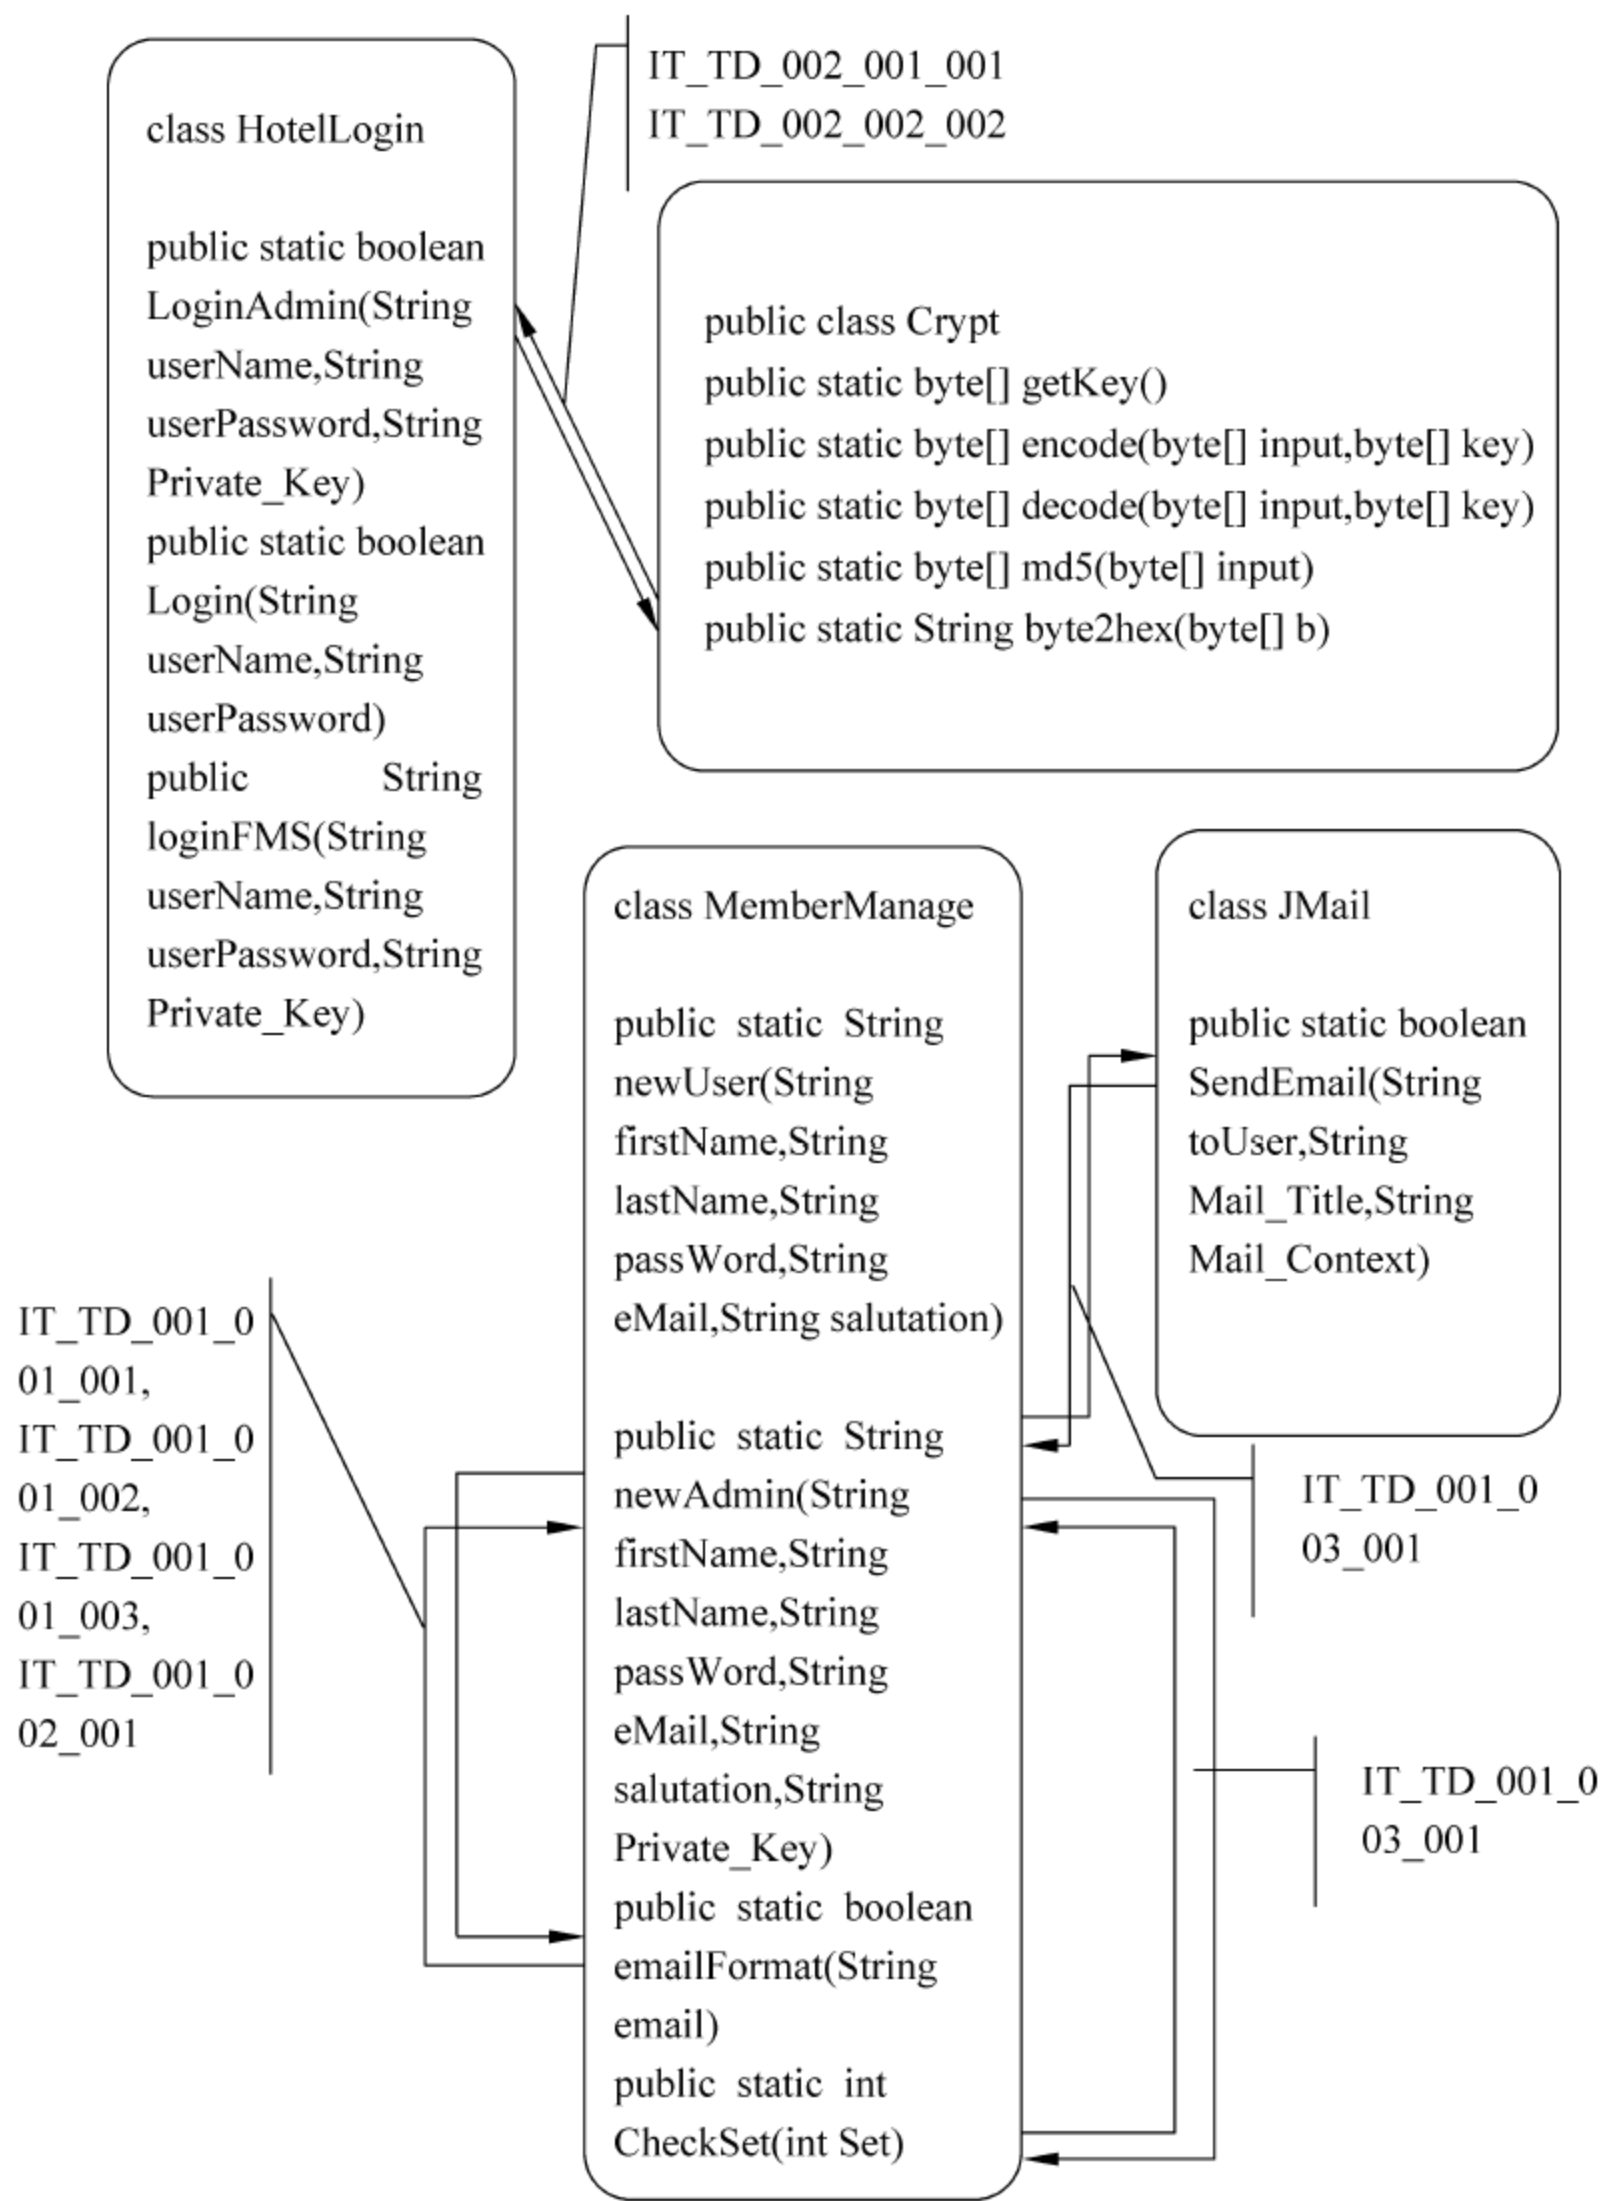 class HotelLogin
public static boolean
LoginAdmin(String
userName,String
userPassword,String
Private_Key)
public static boolean
Login(String
userName,String
userPassword)
public String
loginFMS(String
userName,String
userPassword,String
Private_Key)
IT_TD_002_001_001
IT_TD_002_002_002
public class Crypt
public static byte[] getKey()
public static byte[] encode(byte[] input,byte[] key)
public static byte[] decode(byte[] input,byte[] key)
public static byte[] md5(byte[] input)
public static String byte2hex(byte[] b)
class MemberManage
public static String
newUser(String
firstName,String
lastName,String
passWord,String
eMail,String salutation)
public static String
newAdmin(String
firstName,String
lastName,String
passWord,String
eMail,String
salutation,String
Private_Key)
public static boolean
emailFormat(String
email)
public static int
CheckSet(int Set)
class JMail
public static boolean
SendEmail(String
toUser,String
Mail_Title,String
Mail_Context)
IT_TD_001_0
01_001,
IT_TD_001_0
01_002,
IT_TD_001_0
01_003,
IT_TD_001_0
02_001
IT_TD_001_0
03_001
IT_TD_001_0
03_001